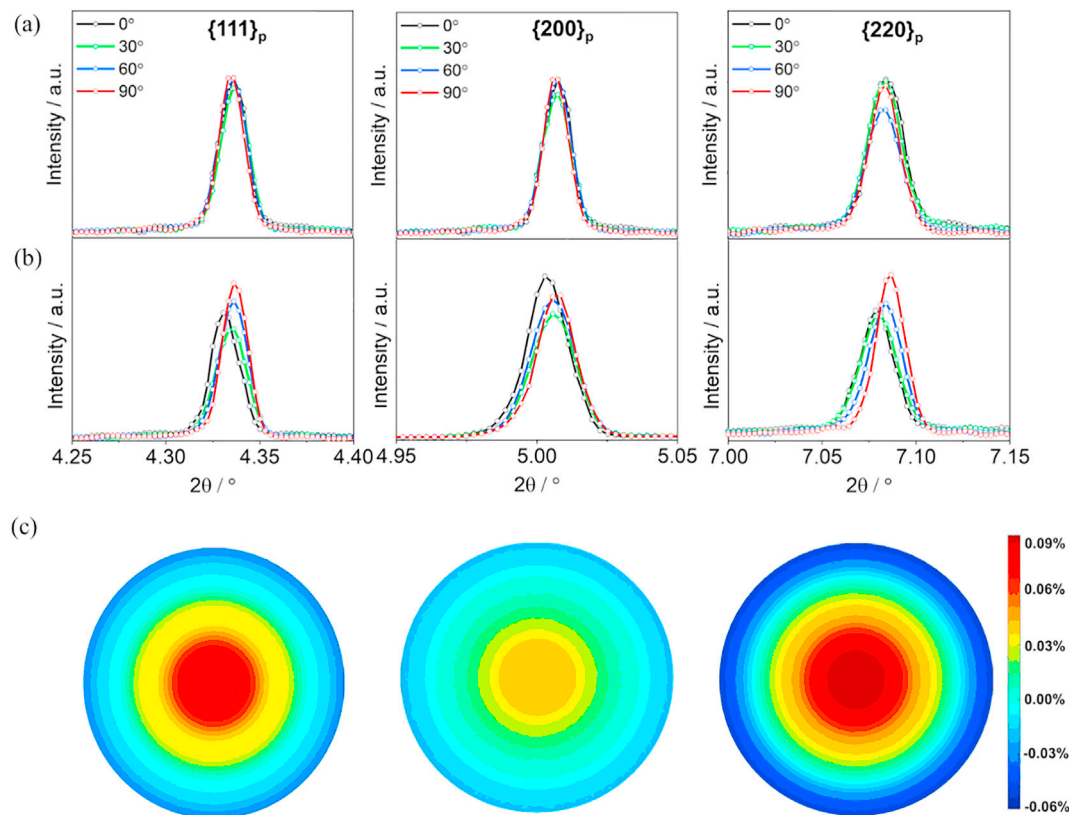 (a)
0°
30°
60°
90°
{111}p
Intensity / a.u.
0°
30°
60°
90°
{200}p
Intensity / a.u.
0°
30°
60°
90°
{220}p
Intensity / a.u.
(b)
Intensity / a.u.
Intensity / a.u.
Intensity / a.u.
4.25 4.30 4.35 4.40
4.95 5.00 5.05
7.00 7.05 7.10 7.15
2θ / °
2θ / °
2θ / °
(c)
0.09%
0.06%
0.03%
0.00%
-0.03%
-0.06%